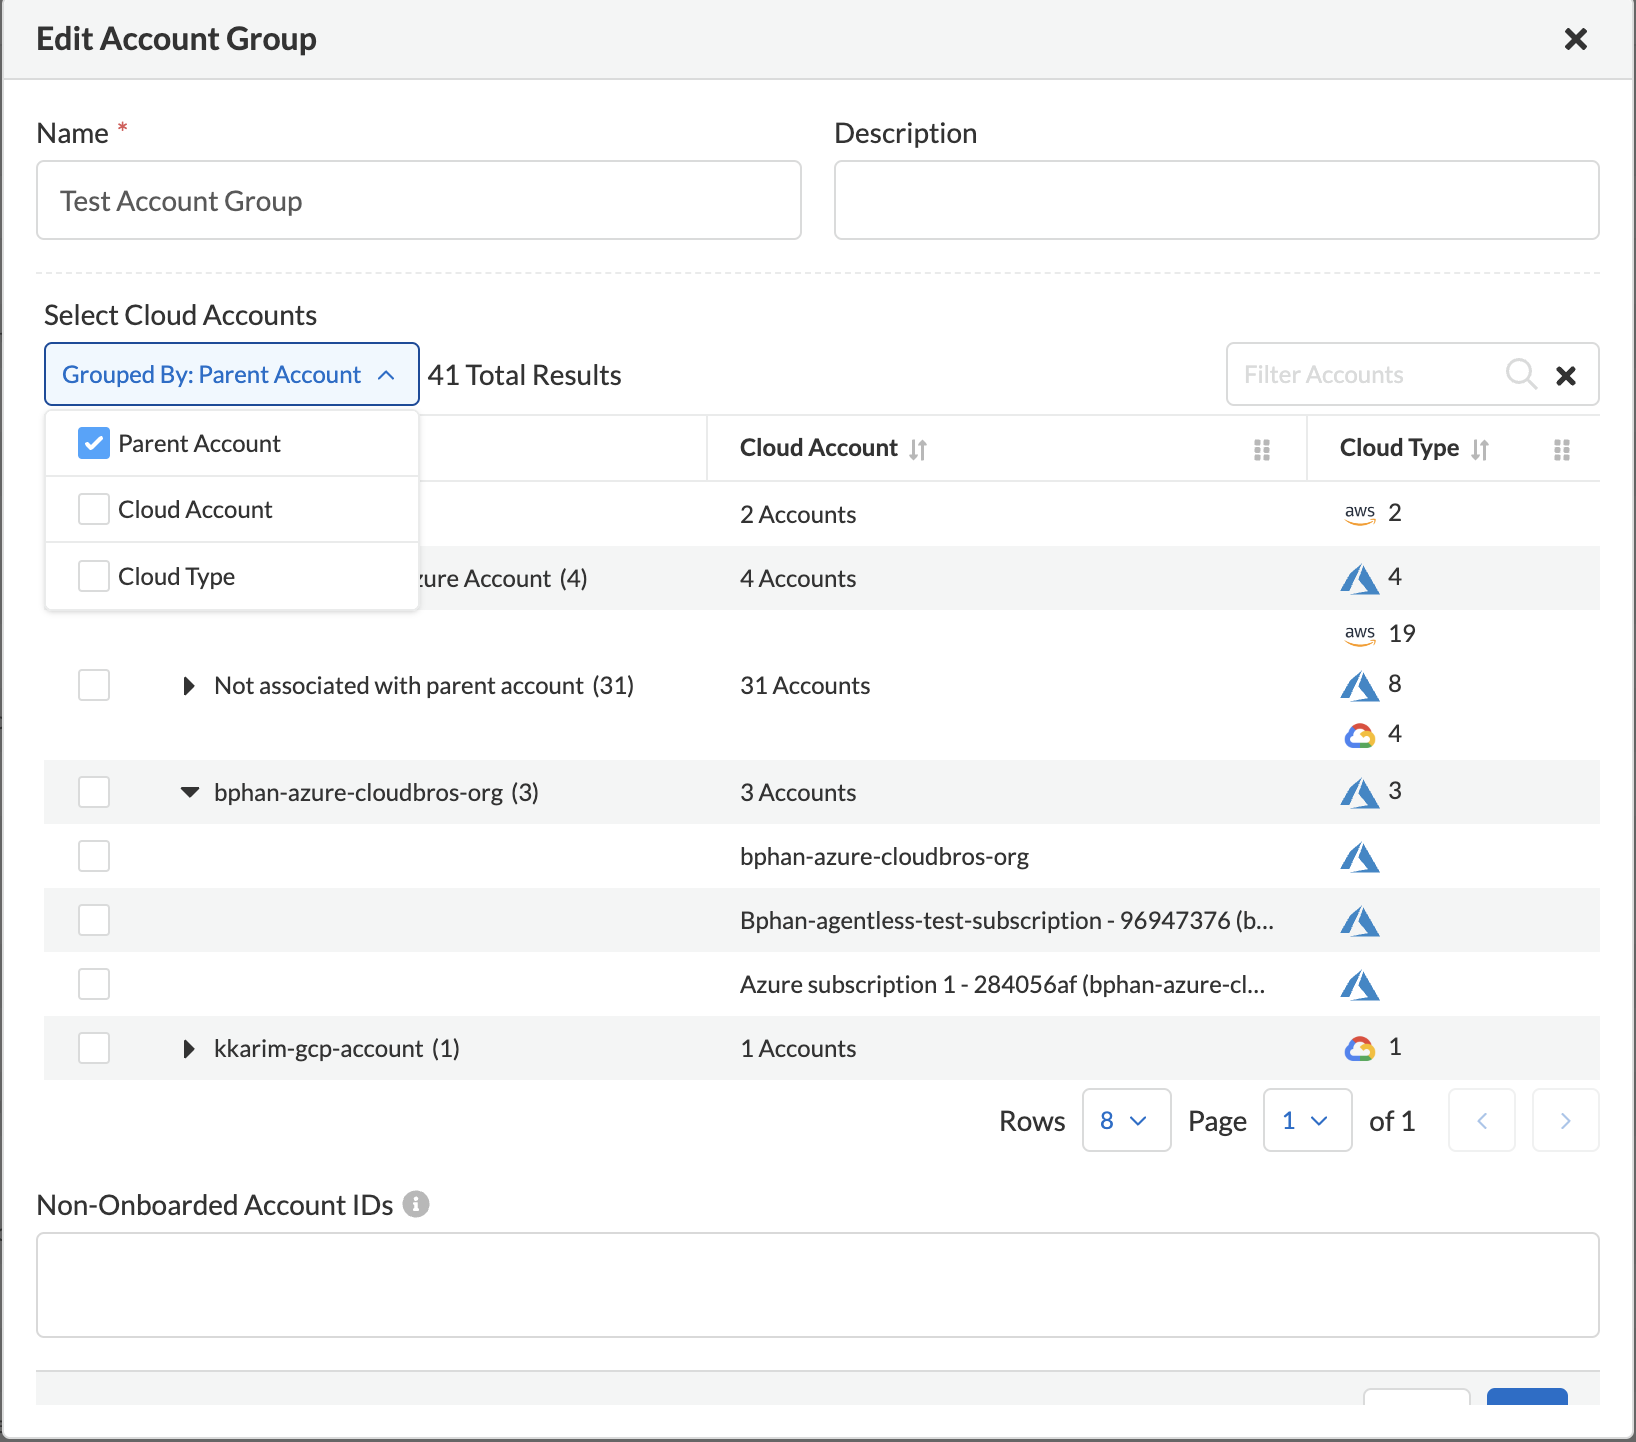 Edit Account Group
Name *
Description
Test Account Group
Select Cloud Accounts
Grouped By: Parent Account
41 Total Results
Filter Accounts
Parent Account
Cloud Account
Cloud Type
Cloud Account
Cloud Type
2 Accounts
aws 2
Account (4)
4 Accounts
4
Not associated with parent account (31)
31 Accounts
aws 19
8
4
bphan-azure-cloudbros-org (3)
3 Accounts
3
bphan-azure-cloudbros-org
Bphan-agentless-test-subscription - 96947376 (b...
Azure subscription 1 - 284056af (bphan-azure-cl...
kkarim-gcp-account (1)
1 Accounts
1
Rows 8 Page 1 of 1
Non-Onboarded Account IDs